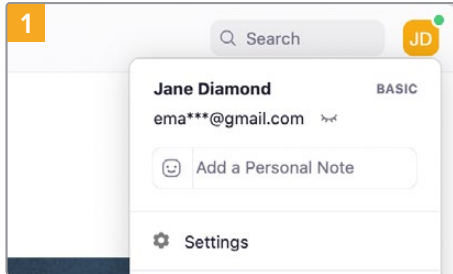 1
Search
JD
Jane Diamond BASIC
ema***@gmail.com
Add a Personal Note
Settings